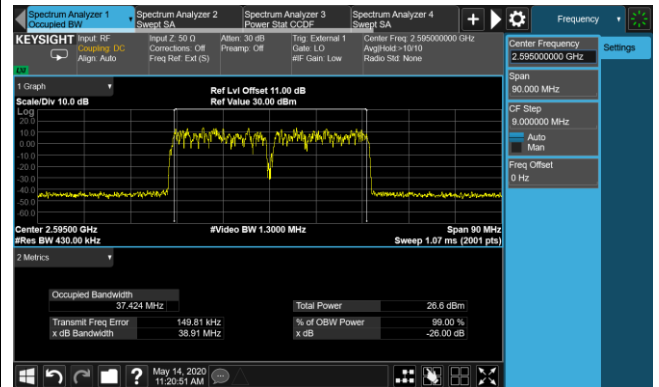 Spectrum Analyzer 1
Occupied BW
Spectrum Analyzer 2
Swept SA
Spectrum Analyzer 3
Power Stat CCDF
Spectrum Analyzer 4
Swept SA
Frequency
KEYSIGHT
Input: RF
Coupling: DC
Align: Auto
Input Z: 50 Ω
Corrections: Off
Freq Ref: Ext (S)
Atten: 30 dB
Preamp: Off
Trig: External 1
Gate: LO
#IF Gain: Low
Center Freq: 2.595000000 GHz
Avg|Hold:>10/10
Radio Std: None
LXI
Center Frequency
2.595000000 GHz
Settings
Span
90.000 MHz
CF Step
9.000000 MHz
Auto
Man
Freq Offset
0 Hz
1 Graph
Scale/Div 10.0 dB
Ref Lvl Offset 11.00 dB
Ref Value 30.00 dBm
Log
20.0
10.0
0.00
-10.0
-20.0
-30.0
-40.0
-50.0
-60.0
Center 2.59500 GHz
#Video BW 1.3000 MHz
Span 90 MHz
#Res BW 430.00 kHz
Sweep 1.07 ms (2001 pts)
2 Metrics
Occupied Bandwidth
37.424 MHz
Total Power
26.6 dBm
Transmit Freq Error
149.81 kHz
% of OBW Power
99.00 %
x dB Bandwidth
38.91 MHz
x dB
-26.00 dB
May 14, 2020
11:20:51 AM